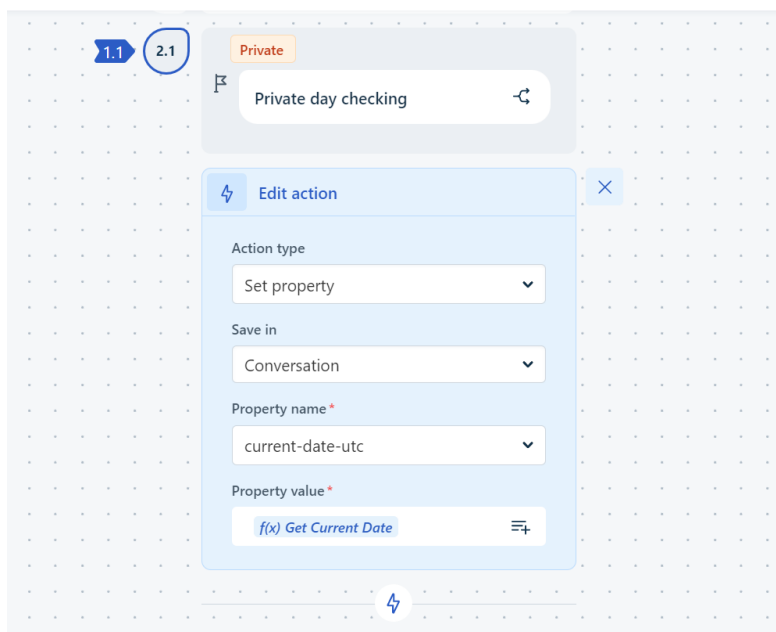 1.1
2.1
Private
Private day checking
Edit action
Action type
Set property
Save in
Conversation
Property name*
current-date-utc
Property value*
f(x) Get Current Date